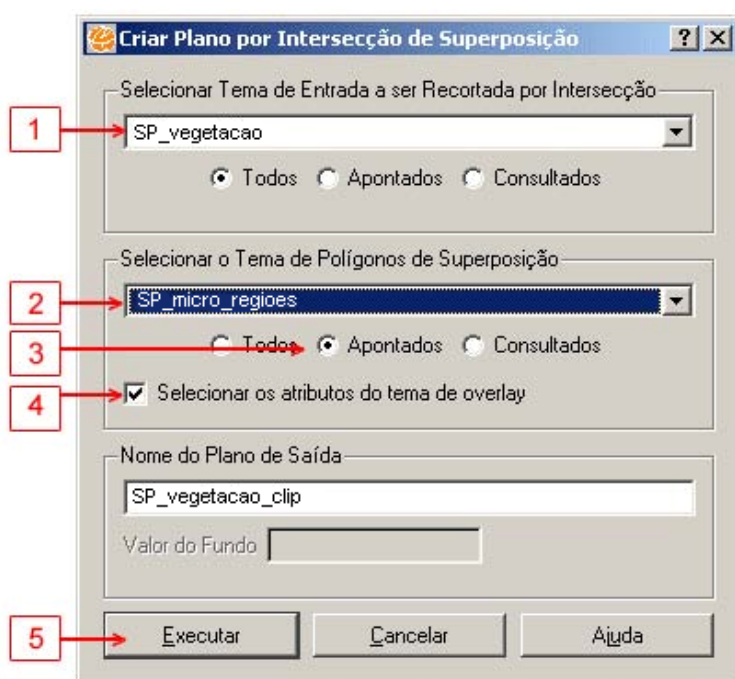 Criar Plano por Intersecção de Superposição
Selecionar Tema de Entrada a ser Recortada por Intersecção
1
SP_vegetacao
Todos Apontados Consultados
Selecionar o Tema de Polígonos de Superposição
2
SP_micro_regioes
3
Todos Apontados Consultados
4
Selecionar os atributos do tema de overlay
Nome do Plano de Saída
SP_vegetacao_clip
Valor do Fundo
5
Executar Cancelar Ajuda